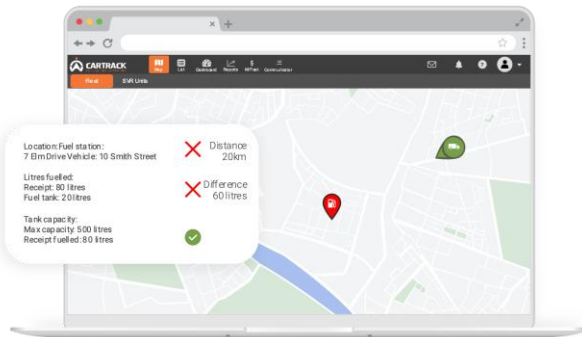 CARTRACK
Map
List
Dashboard
Reports
MiFleet
Communicator
Fleet
SVR Units
Location: Fuel station:
7 Elm Drive Vehicle: 10 Smith Street
Distance
20km
Litres fuelled:
Receipt: 80 litres
Fuel tank: 20 litres
Difference
60 litres
Tank capacity:
Max capacity: 500 litres
Receipt fuelled: 80 litres